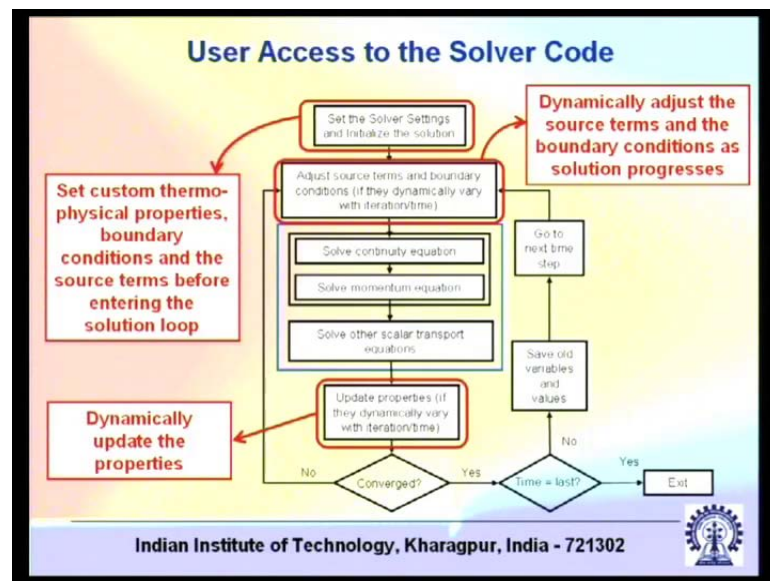 User Access to the Solver Code
Set the Solver Settings
and Initialize the solution
Dynamically adjust the
source terms and the
boundary conditions as
solution progresses
Adjust source terms and boundary
conditions (if they dynamically vary
with iteration/time)
Set custom thermo-
physical properties,
boundary
conditions and the
source terms before
entering the
solution loop
Solve continuity equation
Solve momentum equation
Solve other scalar transport
equations
Go to
next time
step
Save old
variables
and
values
Update properties (if
they dynamically vary
with iteration/time)
Dynamically
update the
properties
No
Converged?
Yes
No
Time = last?
Yes
Exit
Indian Institute of Technology, Kharagpur, India - 721302